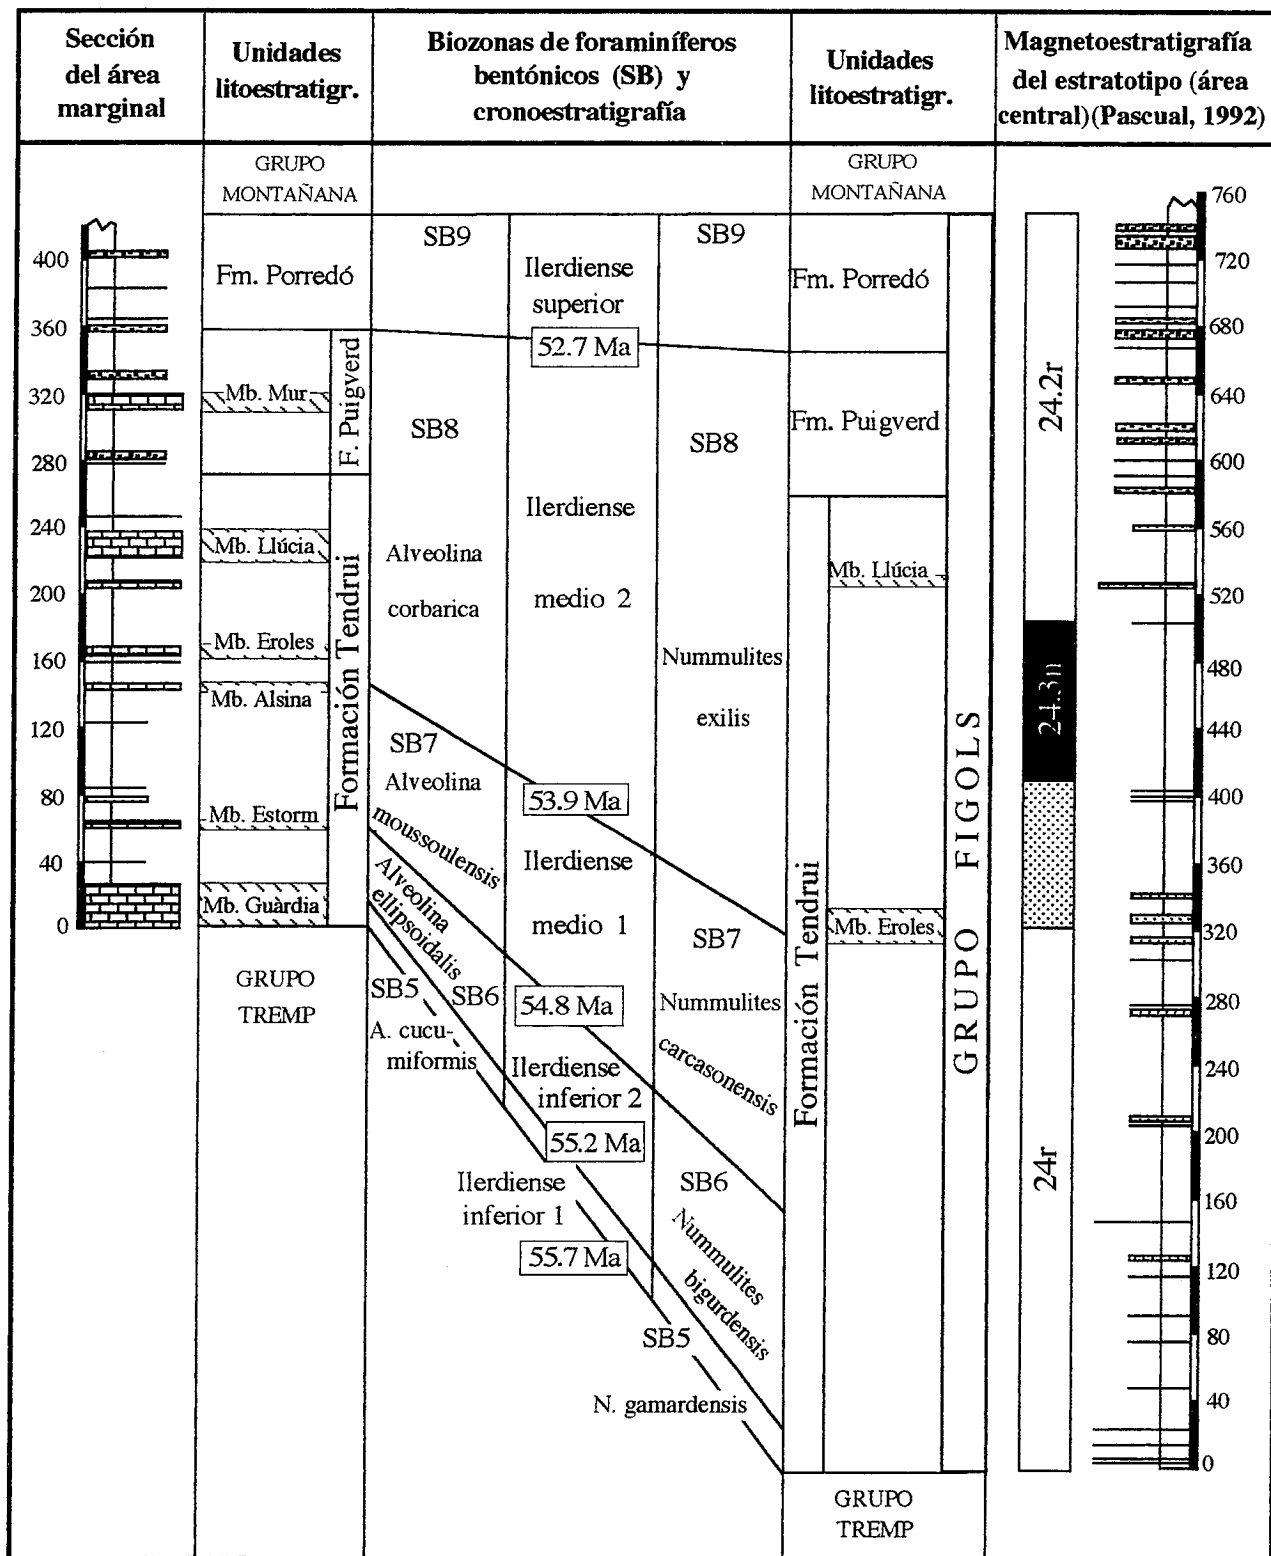 Sección
del área
marginal
Unidades
litoestratigr.
Biozonas de foraminíferos
bentónicos (SB) y
cronoestratigrafía
Unidades
litoestratigr.
Magnetoestratigrafía
del estratotipo (área
central)(Pascual, 1992)
400
360
320
280
240
200
160
120
80
40
0
GRUPO
MONTAÑANA
Fm. Porredó
F. Puigverd
Mb. Mur
Formación Tendrui
Mb. Llúcia
Mb. Eroles
Mb. Alsina
Mb. Estorm
Mb. Guàrdia
GRUPO
TREMP
SB9
SB8
Alveolina
corbarica
SB7
Alveolina
moussoulensis
Alveolina
ellipsoidalis
SB6
SB5
A. cucu-
miformis
Ilerdiense
superior
52.7 Ma
Ilerdiense
medio 2
53.9 Ma
Ilerdiense
medio 1
54.8 Ma
Ilerdiense
inferior 2
55.2 Ma
Ilerdiense
inferior 1
55.7 Ma
SB9
SB8
Nummulites
exilis
SB7
Nummulites
carcasonensis
SB6
Nummulites
bigurdensis
SB5
N. gamardensis
GRUPO
MONTAÑANA
Fm. Porredó
Fm. Puigverd
Formación Tendrui
Mb. Llúcia
Mb. Eroles
GRUPO FIGOLS
GRUPO
TREMP
24.2r
24.3n
24r
760
720
680
640
600
560
520
480
440
400
360
320
280
240
200
160
120
80
40
0